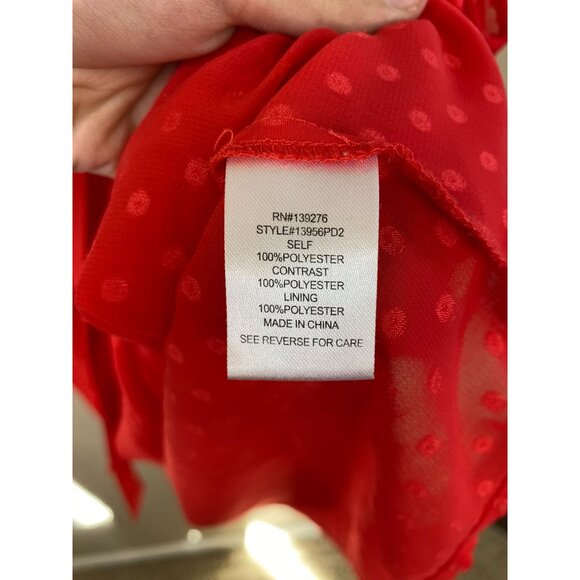 RN#139276
STYLE#13956PD2
SELF
100%POLYESTER
CONTRAST
100%POLYESTER
LINING
100%POLYESTER
MADE IN CHINA
SEE REVERSE FOR CARE